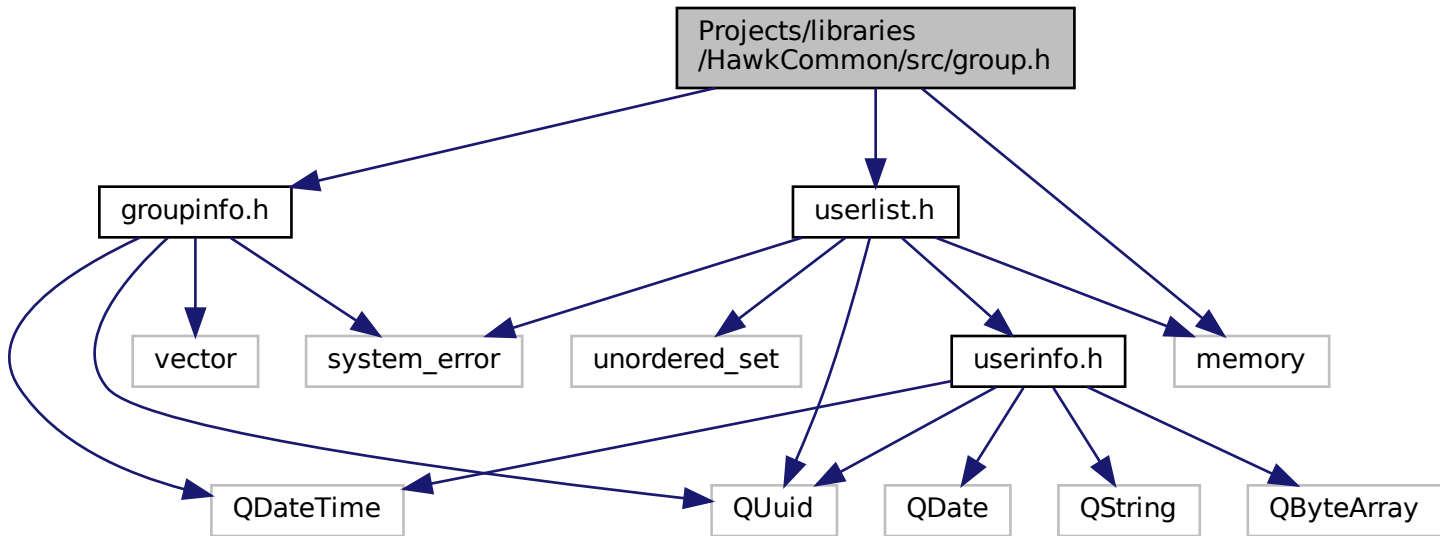 Projects/libraries
/HawkCommon/src/group.h
groupinfo.h
userlist.h
vector
system_error
unordered_set
userinfo.h
memory
QDateTime
QUuid
QDate
QString
QByteArray